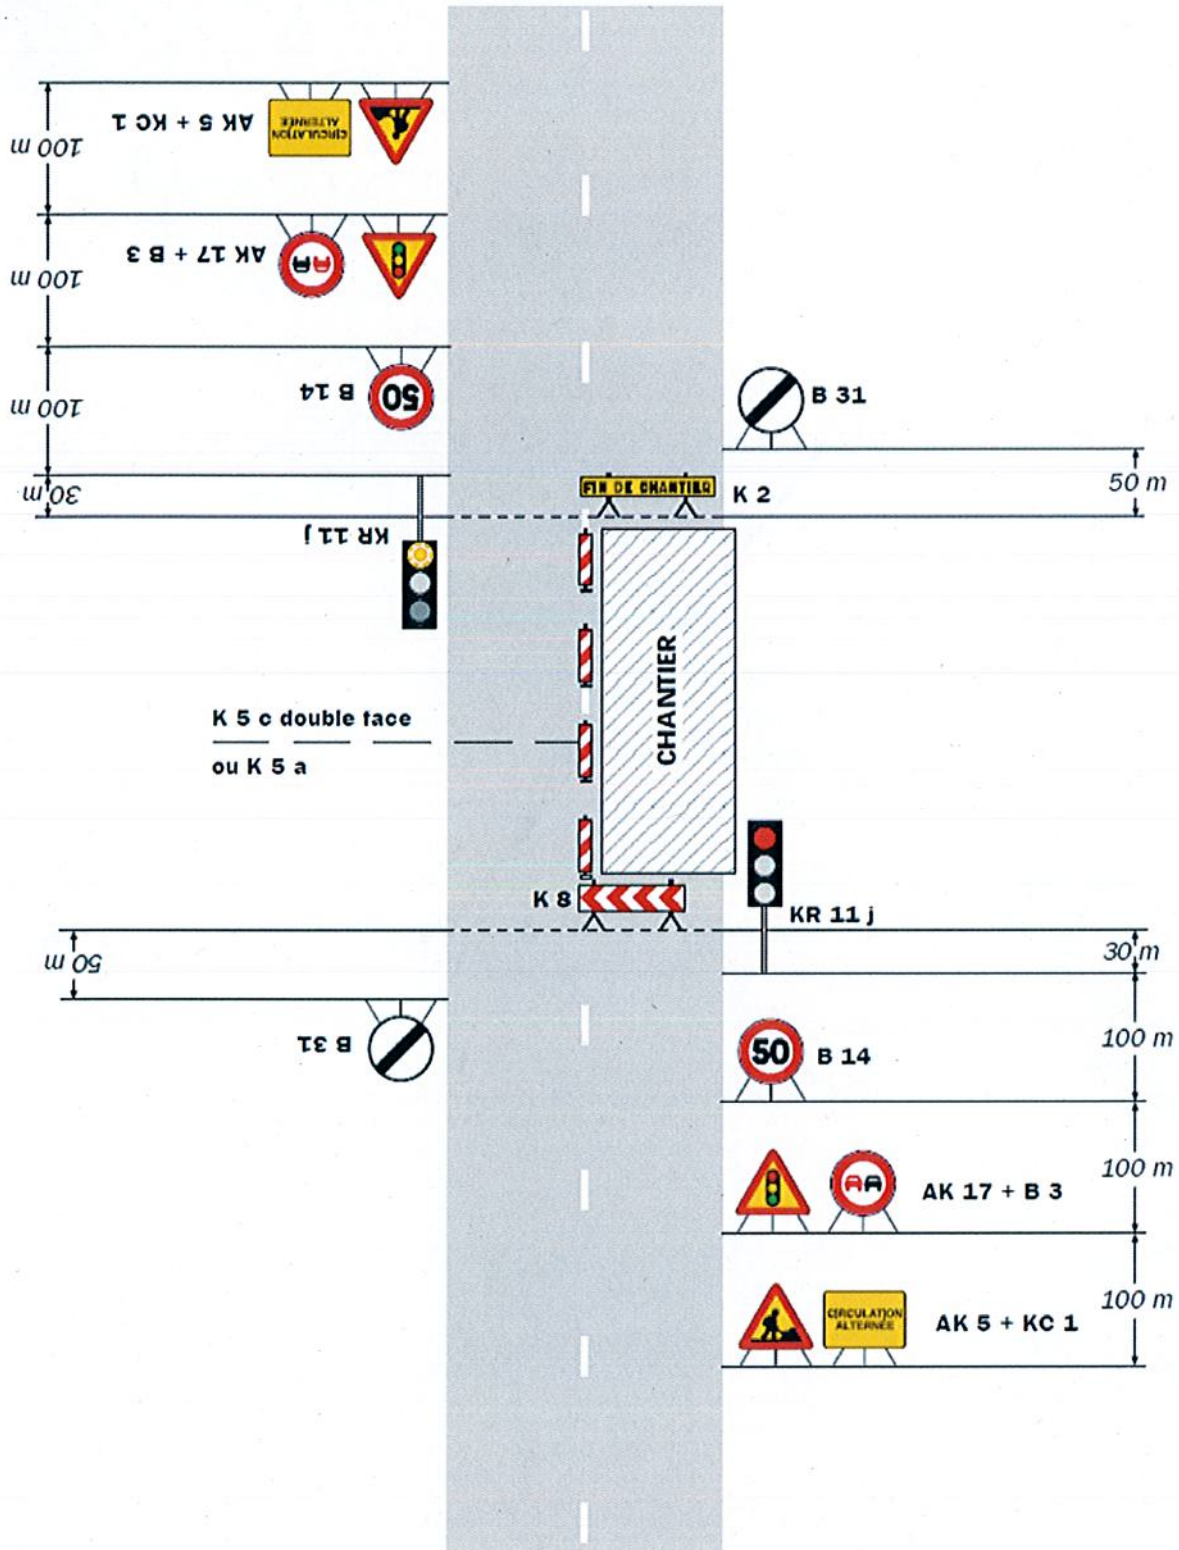 AK 5 + KC 1
CIRCULATION
ALTERNÉE
100 m
AK 17 + B 3
100 m
B 14
50
100 m
B 31
50 m
30 m
FIN DE CHANTIER
K 2
KR 11 j
CHANTIER
K 5 c double face
ou K 5 a
K 8
KR 11 j
50 m
30 m
B 31
50
B 14
100 m
AK 17 + B 3
100 m
CIRCULATION
ALTERNÉE
AK 5 + KC 1
100 m